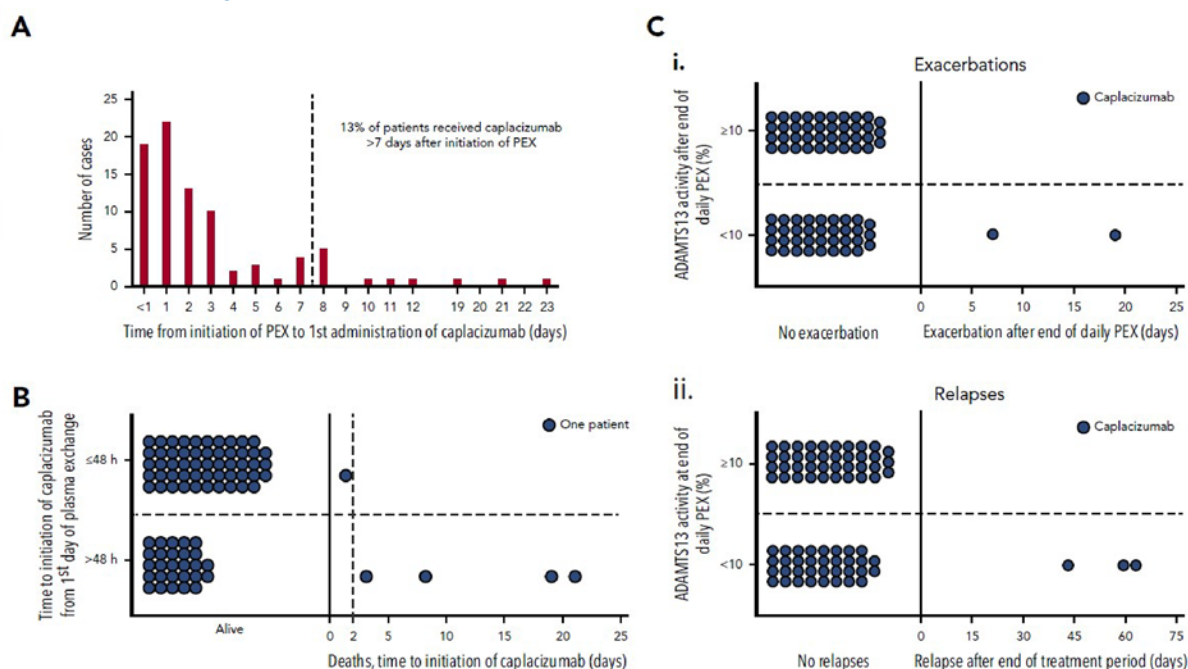 A
25
20
15
10
5
0
Number of cases
13% of patients received caplacizumab
>7 days after initiation of PEX
<1 1 2 3 4 5 6 7 8 9 10 11 12 19 20 21 22 23
Time from initiation of PEX to 1st administration of caplacizumab (days)
B
Time to initiation of caplacizumab
from 1st day of plasma exchange
≤48 h
>48 h
One patient
Alive
0 2 5 10 15 20 25
Deaths, time to initiation of caplacizumab (days)
C
i.
Exacerbations
Caplacizumab
ADAMTS13 activity after end of
daily PEX (%)
≥10
<10
0 5 10 15 20 25
No exacerbation
Exacerbation after end of daily PEX (days)
ii.
Relapses
Caplacizumab
ADAMTS13 activity at end of
daily PEX (%)
≥10
<10
0 15 30 45 60 75
No relapses
Relapse after end of treatment period (days)